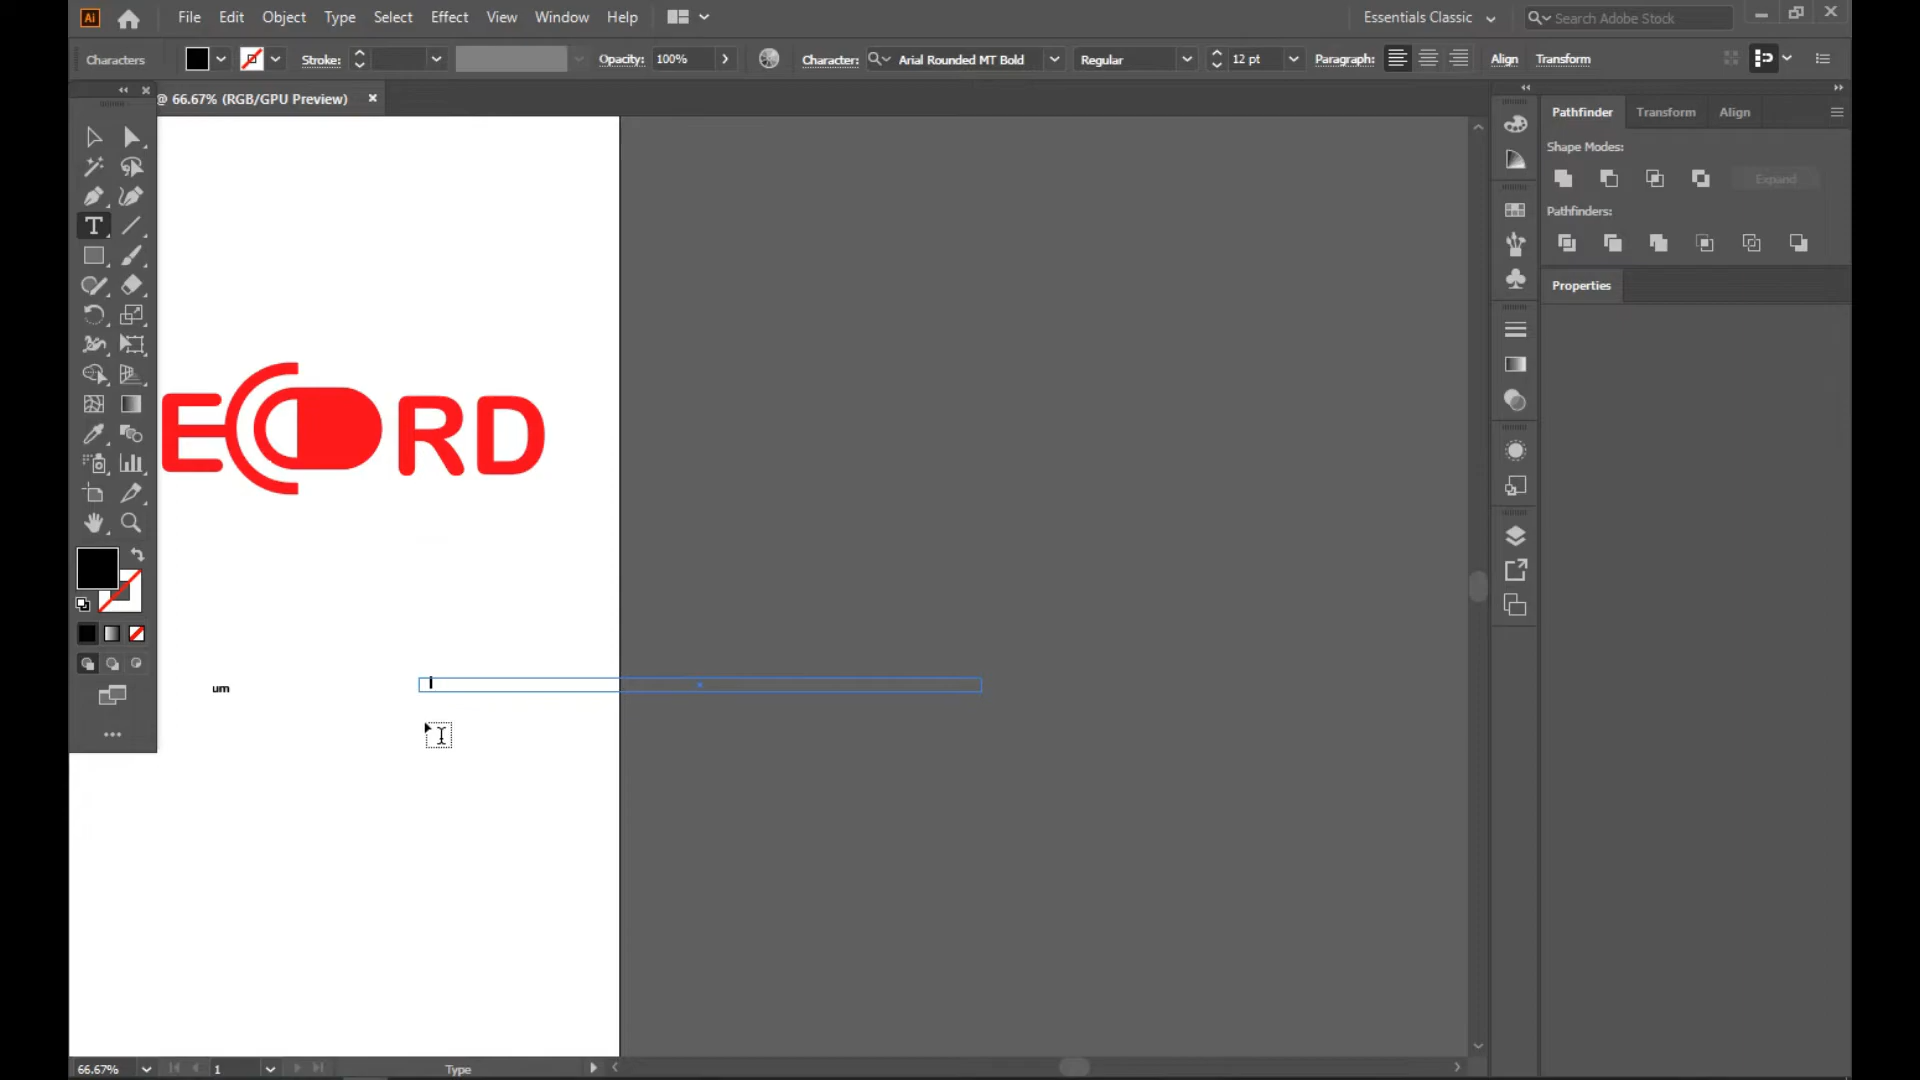 Ai File Edit Object Type Select Effect View Window Help Essentials Classic Search Adobe Stock
Characters Stroke: Opacity: 100% Character: Arial Rounded MT Bold Regular 12 pt Paragraph: Align Transform
@ 66.67% (RGB/GPU Preview)
Pathfinder Transform Align
Shape Modes:
Expand
Pathfinders:
Properties
ECORD
um
66.67% 1 Type